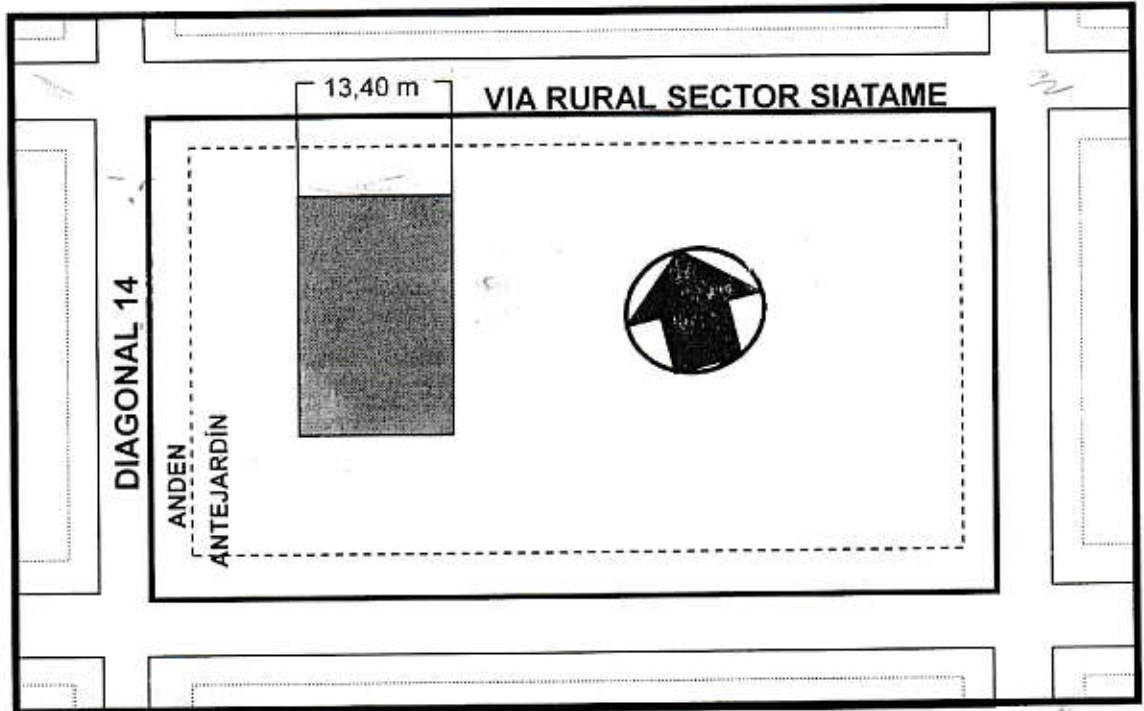 13,40 m
VIA RURAL SECTOR SIATAME
DIAGONAL 14
ANDEN
ANTEJARDÍN